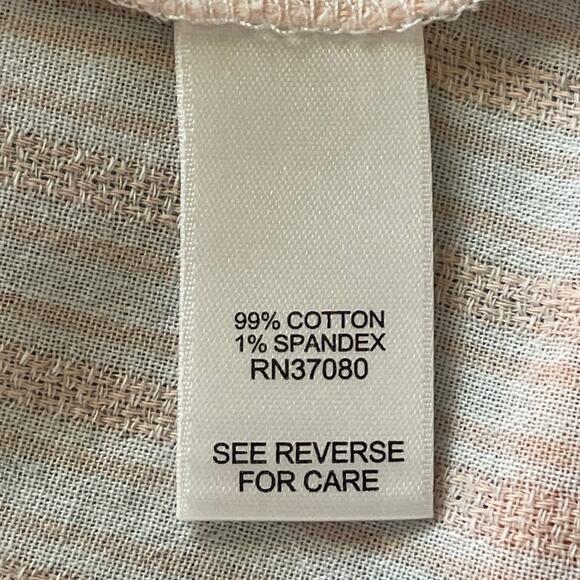 99% COTTON
1% SPANDEX
RN37080
SEE REVERSE
FOR CARE